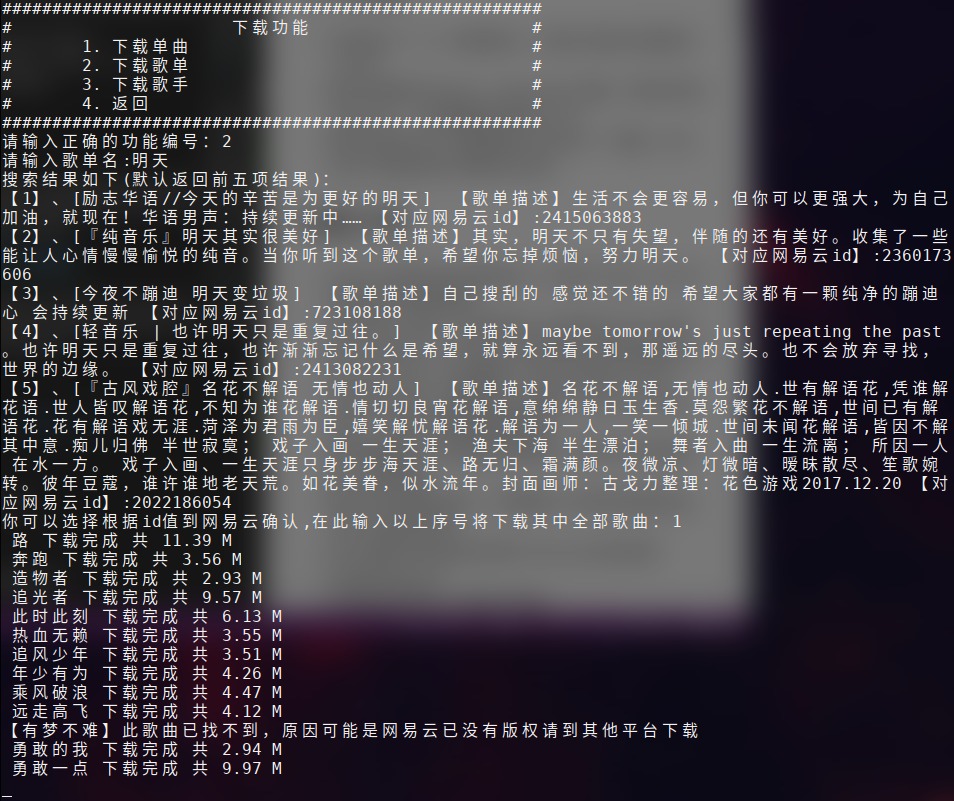 ######################################################
#                      下载功能                      #
#       1. 下载单曲                                  #
#       2. 下载歌单                                  #
#       3. 下载歌手                                  #
#       4. 返回                                      #
######################################################
请输入正确的功能编号：2
请输入歌单名:明天
搜索结果如下(默认返回前五项结果)：
【1】、[励志华语//今天的辛苦是为更好的明天]  【歌单描述】生活不会更容易，但你可以更强大，为自己
加油，就现在！华语男声：持续更新中…… 【对应网易云id】:2415063883
【2】、[『纯音乐』明天其实很美好]  【歌单描述】其实，明天不只有失望，伴随的还有美好。收集了一些
能让人心情慢慢愉悦的纯音。当你听到这个歌单，希望你忘掉烦恼，努力明天。 【对应网易云id】:2360173
606
【3】、[今夜不蹦迪 明天变垃圾]  【歌单描述】自己搜刮的 感觉还不错的 希望大家都有一颗纯净的蹦迪
心 会持续更新 【对应网易云id】:723108188
【4】、[轻音乐 | 也许明天只是重复过往。]  【歌单描述】maybe tomorrow's just repeating the past
。也许明天只是重复过往，也许渐渐忘记什么是希望，就算永远看不到，那遥远的尽头。也不会放弃寻找，
世界的边缘。 【对应网易云id】:2413082231
【5】、[『古风戏腔』名花不解语 无情也动人]  【歌单描述】名花不解语,无情也动人.世有解语花,凭谁解
花语.世人皆叹解语花,不知为谁花解语.情切切良宵花解语,意绵绵静日玉生香.莫怨繁花不解语,世间已有解
语花.花有解语戏无涯.菏泽为君雨为臣,嬉笑解忧解语花.解语为一人,一笑一倾城.世间未闻花解语,皆因不解
其中意.痴儿归佛 半世寂寞； 戏子入画 一生天涯； 渔夫下海 半生漂泊； 舞者入曲 一生流离； 所因一人
 在水一方。 戏子入画、一生天涯只身步步海天涯、路无归、霜满颜。夜微凉、灯微暗、暧昧散尽、笙歌婉
转。彼年豆蔻，谁许谁地老天荒。如花美眷，似水流年。封面画师：古戈力整理：花色游戏2017.12.20 【对
应网易云id】:2022186054
你可以选择根据id值到网易云确认,在此输入以上序号将下载其中全部歌曲：1
 路 下载完成 共 11.39 M
 奔跑 下载完成 共 3.56 M
 造物者 下载完成 共 2.93 M
 追光者 下载完成 共 9.57 M
 此时此刻 下载完成 共 6.13 M
 热血无赖 下载完成 共 3.55 M
 追风少年 下载完成 共 3.51 M
 年少有为 下载完成 共 4.26 M
 乘风破浪 下载完成 共 4.47 M
 远走高飞 下载完成 共 4.12 M
【有梦不难】此歌曲已找不到，原因可能是网易云已没有版权请到其他平台下载
 勇敢的我 下载完成 共 2.94 M
 勇敢一点 下载完成 共 9.97 M